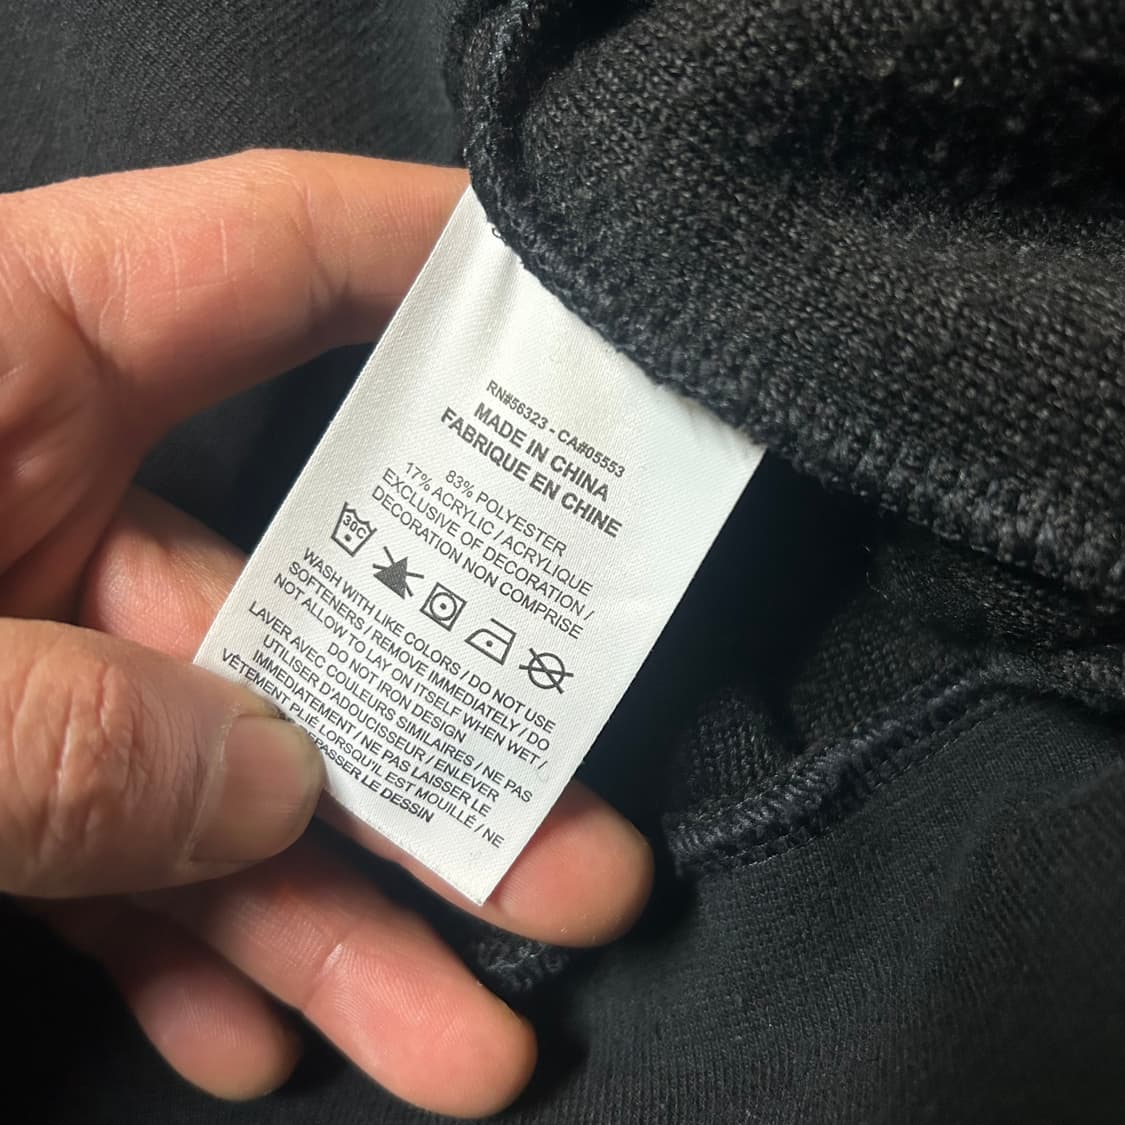 RN#56323 - CA#05553
MADE IN CHINA
FABRIQUE EN CHINE
83% POLYESTER
17% ACRYLIC / ACRYLIQUE
EXCLUSIVE OF DECORATION /
DECORATION NON COMPRISE
30C
WASH WITH LIKE COLORS / DO NOT USE
SOFTENERS / REMOVE IMMEDIATELY / DO
NOT ALLOW TO LAY ON ITSELF WHEN WET /
DO NOT IRON DESIGN
LAVER AVEC COULEURS SIMILAIRES / NE PAS
UTILISER D'ADOUCISSEUR / ENLEVER
IMMEDIATEMENT / NE PAS LAISSER LE
VÊTEMENT PLIÉ LORSQU'IL EST MOUILLÉ / NE
LE DESSIN